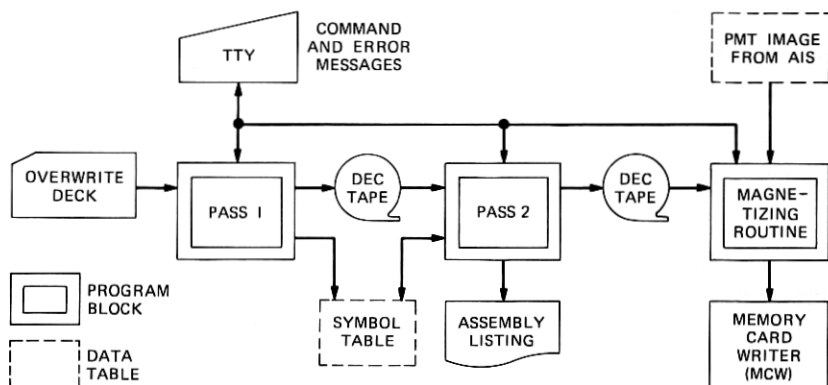 TTY
COMMAND
AND ERROR
MESSAGES
PMT IMAGE
FROM AIS
OVERWRITE
DECK
PASS I
DEC
TAPE
PASS 2
DEC
TAPE
MAGNE-
TIZING
ROUTINE
PROGRAM
BLOCK
DATA
TABLE
SYMBOL
TABLE
ASSEMBLY
LISTING
MEMORY
CARD
WRITER
(MCW)